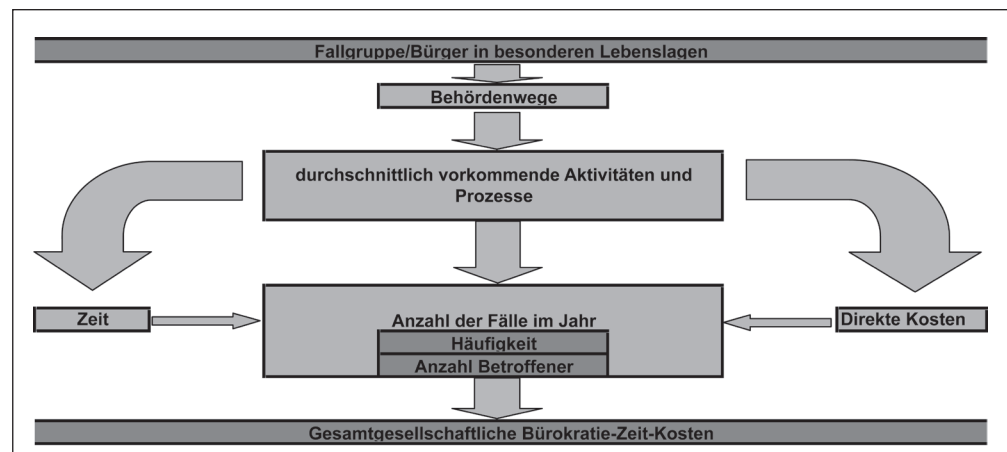 Fallgruppe/Bürger in besonderen Lebenslagen
Behördenwege
durchschnittlich vorkommende Aktivitäten und
Prozesse
Zeit
Anzahl der Fälle im Jahr
Häufigkeit
Anzahl Betroffener
Direkte Kosten
Gesamtgesellschaftliche Bürokratie-Zeit-Kosten